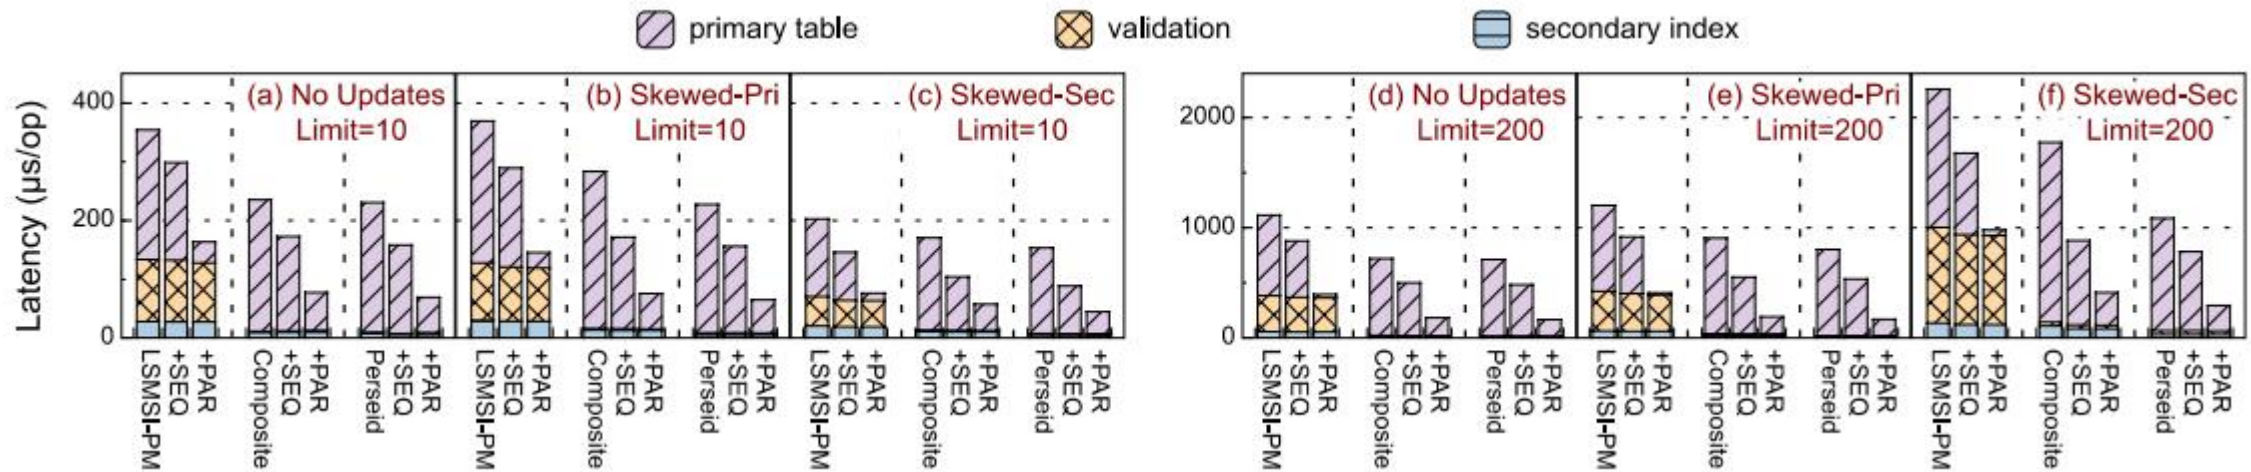 primary table
validation
secondary index
Latency (μs/op)
400
200
0
(a) No Updates
Limit=10
(b) Skewed-Pri
Limit=10
(c) Skewed-Sec
Limit=10
LSMSI-PM
+SEQ
+PAR
Composite
+SEQ
+PAR
Perseid
+SEQ
+PAR
LSMSI-PM
+SEQ
+PAR
Composite
+SEQ
+PAR
Perseid
+SEQ
+PAR
LSMSI-PM
+SEQ
+PAR
Composite
+SEQ
+PAR
Perseid
+SEQ
+PAR
2000
1000
0
(d) No Updates
Limit=200
(e) Skewed-Pri
Limit=200
(f) Skewed-Sec
Limit=200
LSMSI-PM
+SEQ
+PAR
Composite
+SEQ
+PAR
Perseid
+SEQ
+PAR
LSMSI-PM
+SEQ
+PAR
Composite
+SEQ
+PAR
Perseid
+SEQ
+PAR
LSMSI-PM
+SEQ
+PAR
Composite
+SEQ
+PAR
Perseid
+SEQ
+PAR